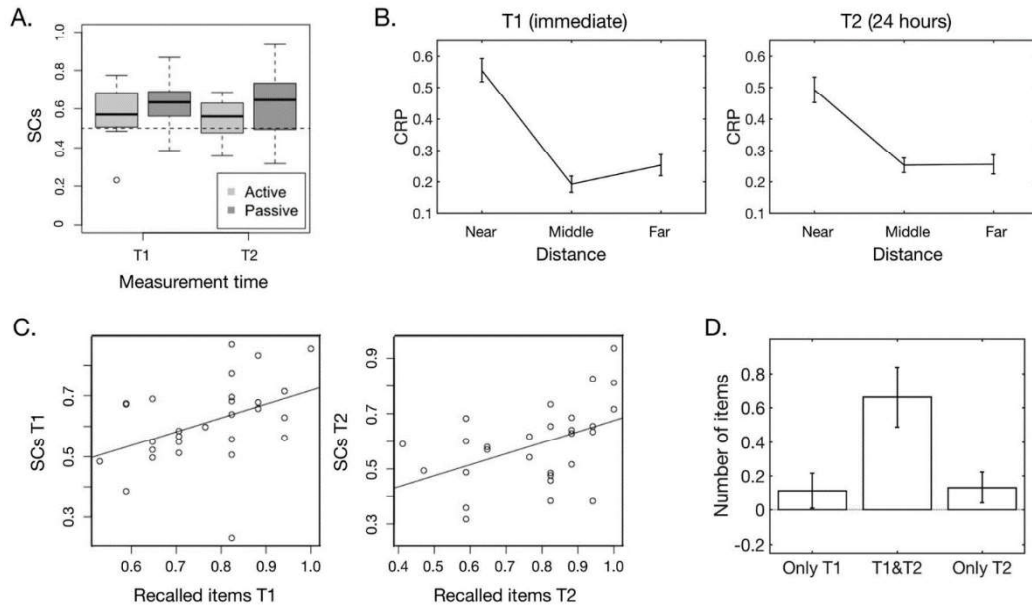 A.
SCs
1.0
0.8
0.6
0.4
0.2
0
Active
Passive
T1
T2
Measurement time
B.
T1 (immediate)
CRP
0.6
0.5
0.4
0.3
0.2
0.1
Near
Middle
Far
Distance
T2 (24 hours)
CRP
0.6
0.5
0.4
0.3
0.2
0.1
Near
Middle
Far
Distance
C.
SCs T1
0.7
0.5
0.3
0.6 0.7 0.8 0.9 1.0
Recalled items T1
SCs T2
0.9
0.7
0.5
0.3
0.4 0.5 0.6 0.7 0.8 0.9 1.0
Recalled items T2
D.
Number of items
0.8
0.6
0.4
0.2
0
-0.2
Only T1 T1&T2 Only T2